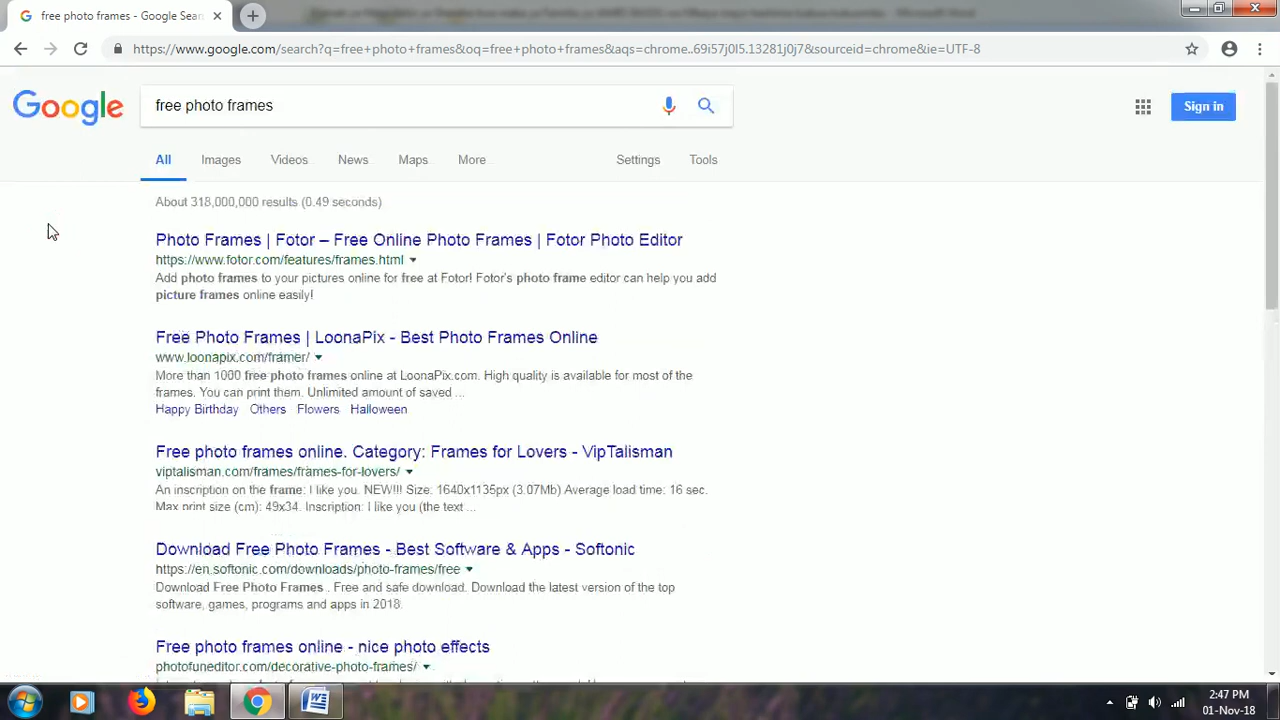 free photo frames - Google Sear
https://www.google.com/search?q=free+photo+frames&oq=free+photo+frames&aqs=chrome..69i57j0l5.13281j0j7&sourceid=chrome&ie=UTF-8
Google
free photo frames
Sign in
All Images Videos News Maps More Settings Tools
About 318,000,000 results (0.49 seconds)
Photo Frames | Fotor – Free Online Photo Frames | Fotor Photo Editor
https://www.fotor.com/features/frames.html
Add photo frames to your pictures online for free at Fotor! Fotor's photo frame editor can help you add
picture frames online easily!
Free Photo Frames | LoonaPix - Best Photo Frames Online
www.loonapix.com/framer/
More than 1000 free photo frames online at LoonaPix.com. High quality is available for most of the
frames. You can print them. Unlimited amount of saved ...
Happy Birthday Others Flowers Halloween
Free photo frames online. Category: Frames for Lovers - VipTalisman
viptalisman.com/frames/frames-for-lovers/
An inscription on the frame: I like you. NEW!!! Size: 1640x1135px (3.07Mb) Average load time: 16 sec.
Max print size (cm): 49x34. Inscription: I like you (the text ...
Download Free Photo Frames - Best Software & Apps - Softonic
https://en.softonic.com/downloads/photo-frames/free
Download Free Photo Frames . Free and safe download. Download the latest version of the top
software, games, programs and apps in 2018.
Free photo frames online - nice photo effects
photofuneditor.com/decorative-photo-frames/
2:47 PM
01-Nov-18